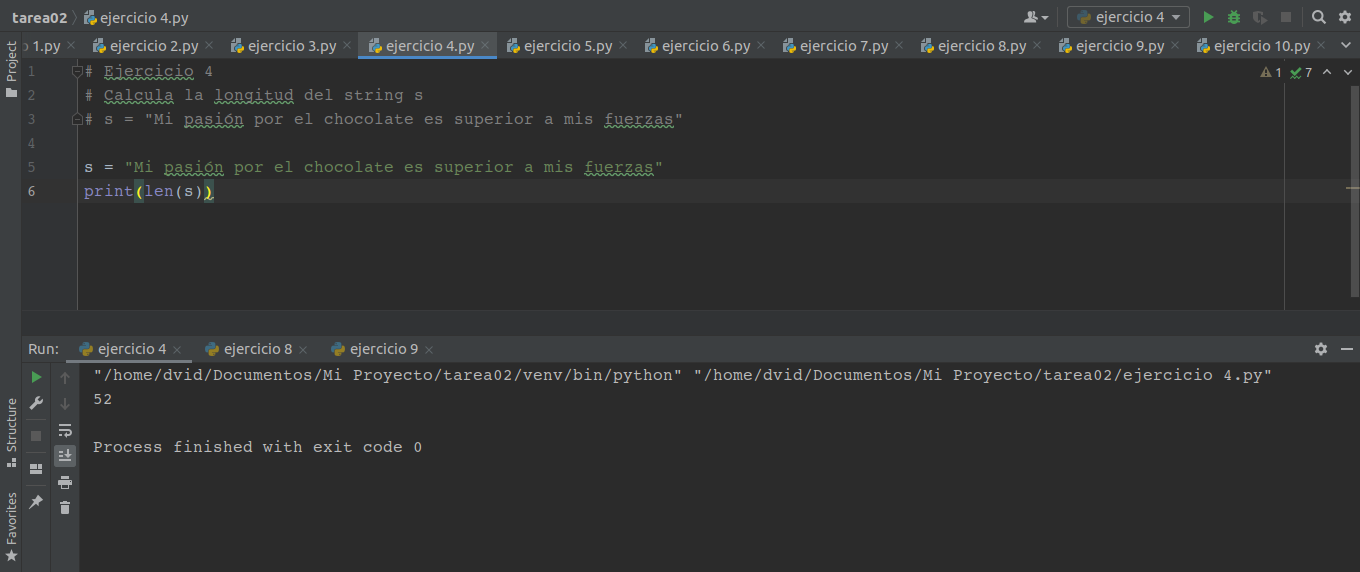 tarea02 ejercicio 4.py ejercicio 4
1.py ejercicio 2.py ejercicio 3.py ejercicio 4.py ejercicio 5.py ejercicio 6.py ejercicio 7.py ejercicio 8.py ejercicio 9.py ejercicio 10.py
Project
1 # Ejercicio 4
1 7
2 # Calcula la longitud del string s
3 # s = "Mi pasión por el chocolate es superior a mis fuerzas"
4
5 s = "Mi pasión por el chocolate es superior a mis fuerzas"
6 print(len(s))
Run: ejercicio 4 ejercicio 8 ejercicio 9
"/home/dvid/Documentos/Mi Proyecto/tarea02/venv/bin/python" "/home/dvid/Documentos/Mi Proyecto/tarea02/ejercicio 4.py"
52
Process finished with exit code 0
Structure
Favorites